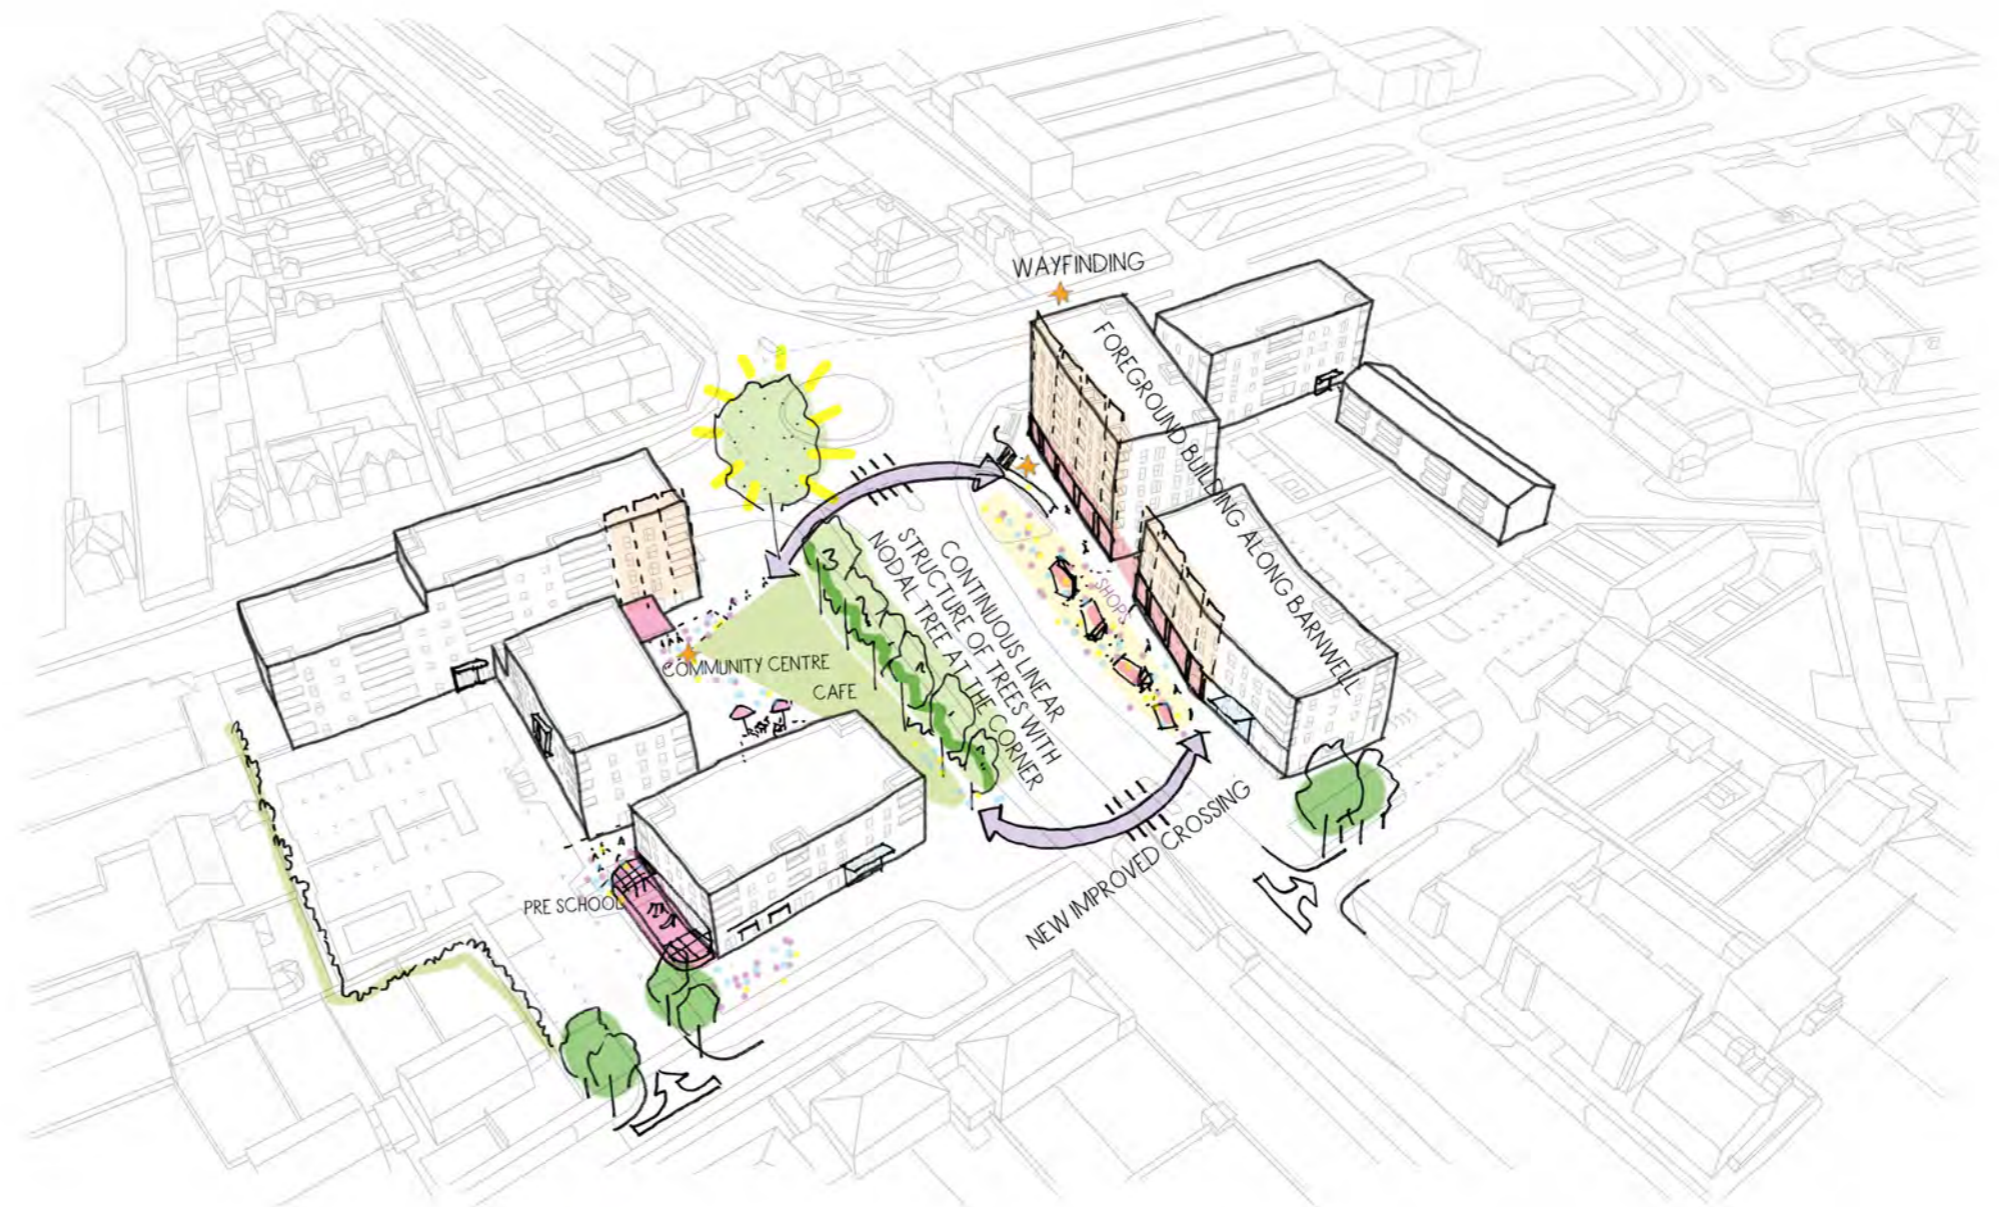 WAYFINDING
FOREGROUND BUILDING ALONG BARNWELL
CONTINUOUS LINEAR
STRUCTURE OF TREES WITH
NODAL TREE AT THE CORNER
SHOPS
COMMUNITY CENTRE
CAFE
NEW IMPROVED CROSSING
PRE SCHOOL